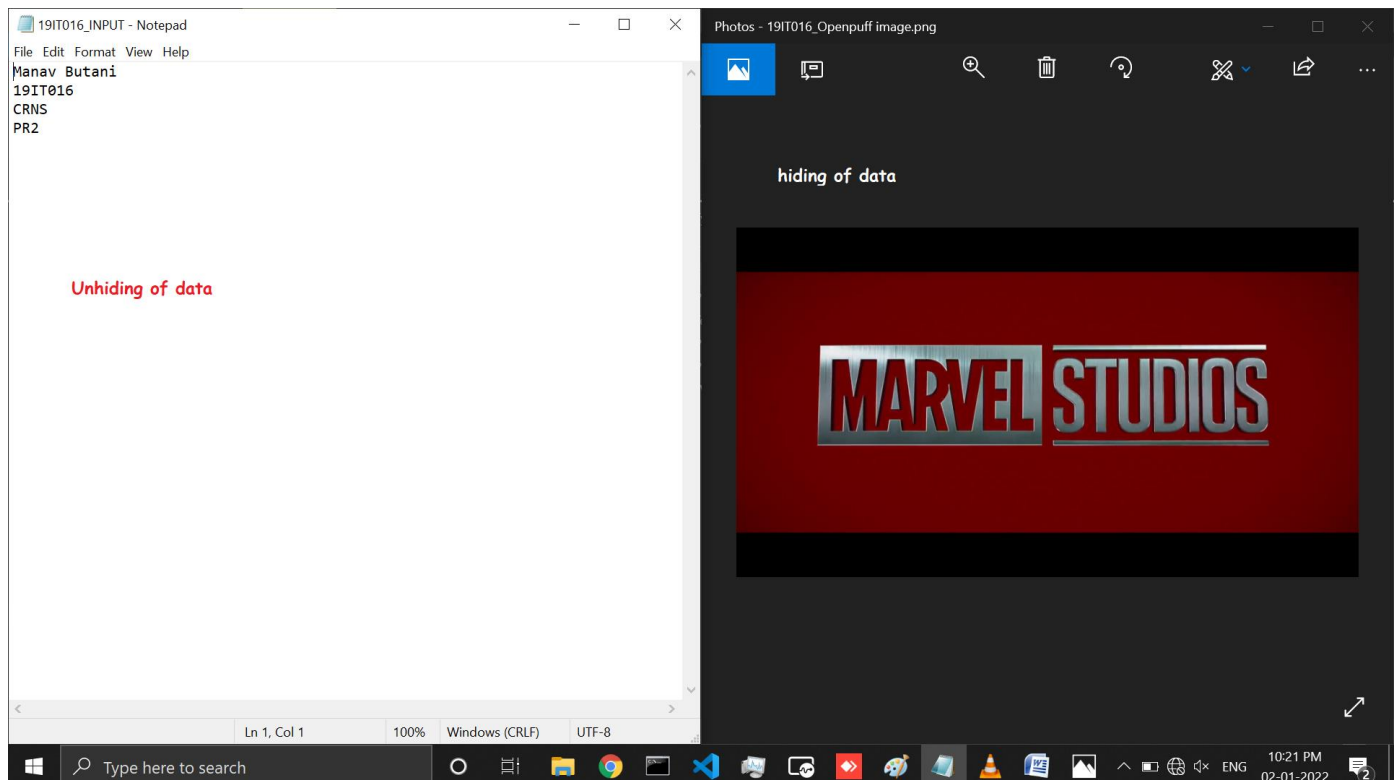 19IT016_INPUT - Notepad
File Edit Format View Help
Manav Butani
19IT016
CRNS
PR2
Unhiding of data
Ln 1, Col 1
100%
Windows (CRLF)
UTF-8
Photos - 19IT016_Openpuff image.png
hiding of data
MARVEL STUDIOS
Type here to search
ENG
10:21 PM
02-01-2022
2